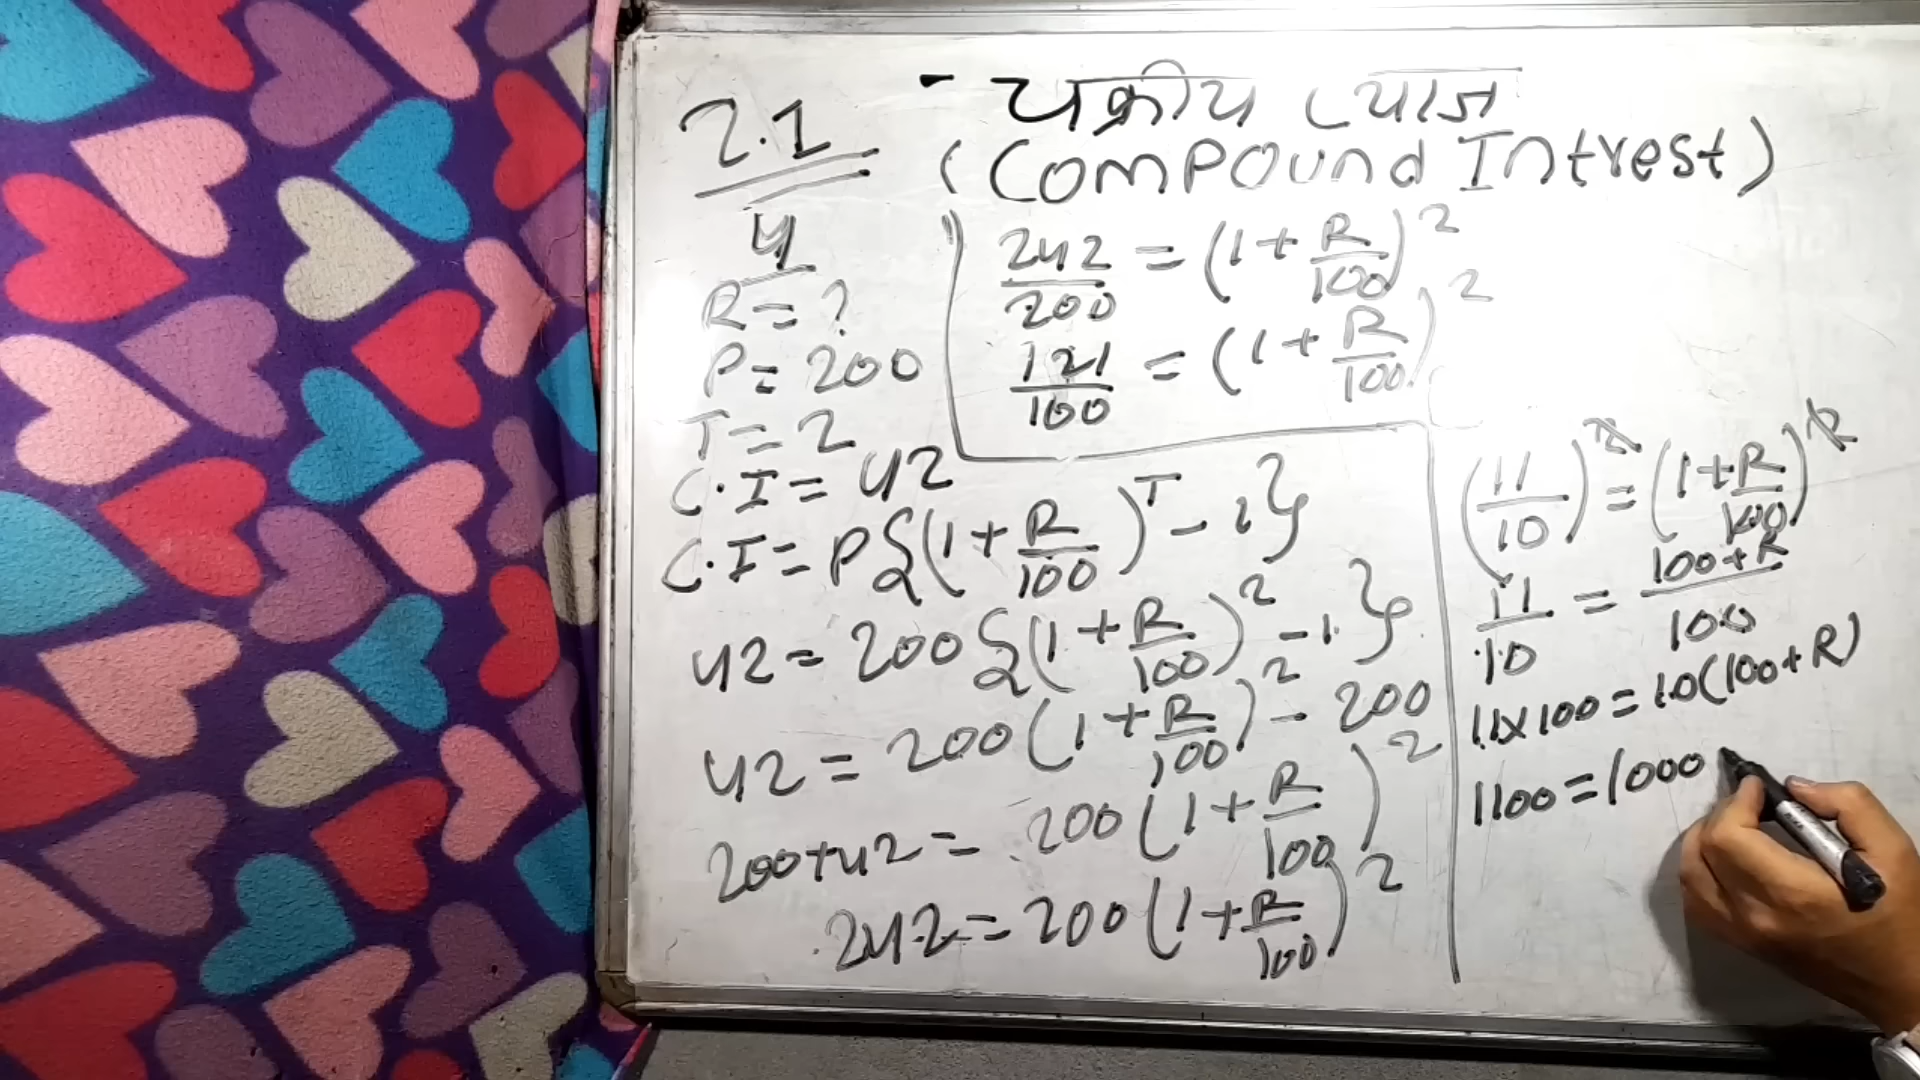 2.1
चक्रीय ब्याज
(Compound Intrest)
4
R = ?
P = 200
T = 2
C.I = 42
C.I = P{(1+R/100)^T - 1}
42 = 200{(1+R/100)^2 - 1}
42 = 200(1+R/100)^2 - 200
200+42 = 200(1+R/100)^2
242 = 200(1+R/100)^2
242/200 = (1+R/100)^2
121/100 = (1+R/100)^2
(11/10)^2 = (1+R/100)^2
11/10 = 100+R/100
11x100 = 10(100+R)
1100 = 1000